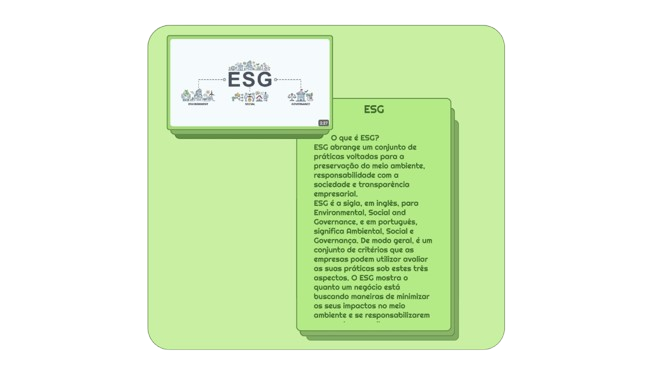 ESG
ENVIRONMENT
SOCIAL
GOVERNANCE
ESG
O que é ESG?
ESG abrange um conjunto de
práticas voltadas para a
preservação do meio ambiente,
responsabilidade com a
sociedade e transparência
empresarial.
ESG é a sigla, em inglês, para
Environmental, Social and
Governance, e em português,
significa Ambiental, Social e
Governança. De modo geral, é um
conjunto de critérios que as
empresas podem utilizar avaliar
as suas práticas sob estes três
aspectos. O ESG mostra o
quanto um negócio está
buscando maneiras de minimizar
os seus impactos no meio
ambiente e se responsabilizarem